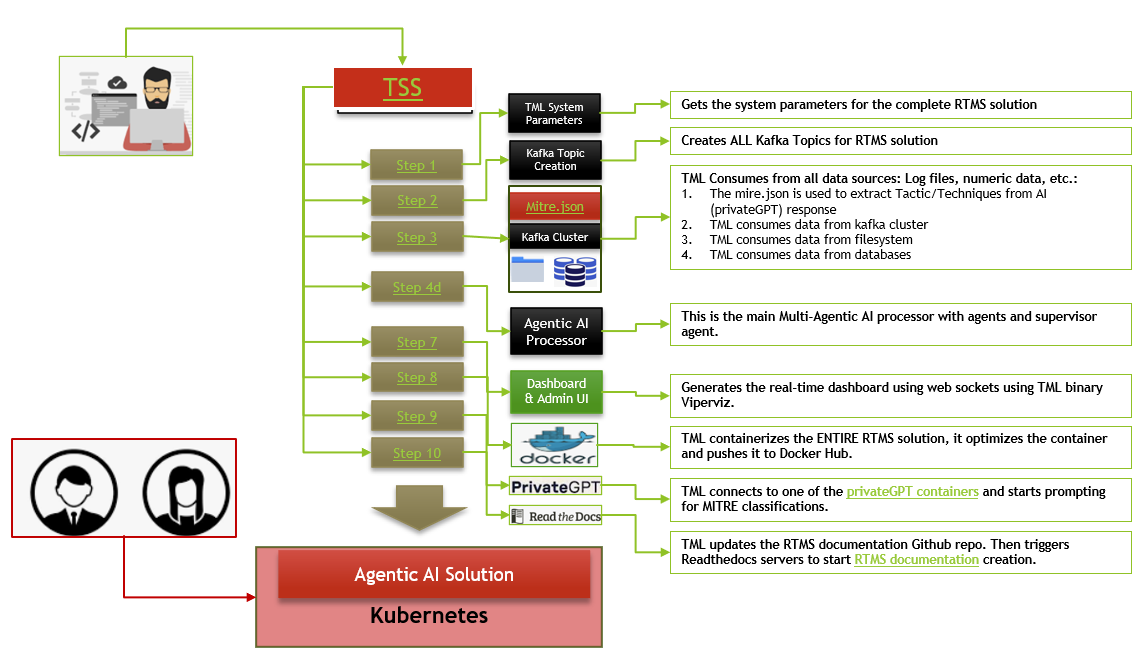 TSS
TML System
Parameters
Gets the system parameters for the complete RTMS solution
Step 1
Kafka Topic
Creation
Creates ALL Kafka Topics for RTMS solution
Step 2
Mitre.json
TML Consumes from all data sources: Log files, numeric data, etc.:
1. The mire.json is used to extract Tactic/Techniques from AI
(privateGPT) response
2. TML consumes data from kafka cluster
3. TML consumes data from filesystem
4. TML consumes data from databases
Step 3
Kafka Cluster
Step 4d
Agentic AI
Processor
This is the main Multi-Agentic AI processor with agents and supervisor
agent.
Step 7
Step 8
Dashboard
& Admin UI
Generates the real-time dashboard using web sockets using TML binary
Viperviz.
Step 9
docker
TML containerizes the ENTIRE RTMS solution, it optimizes the container
and pushes it to Docker Hub.
Step 10
PrivateGPT
TML connects to one of the privateGPT containers and starts prompting
for MITRE classifications.
Read the Docs
TML updates the RTMS documentation Github repo. Then triggers
Readthedocs servers to start RTMS documentation creation.
Agentic AI Solution
Kubernetes